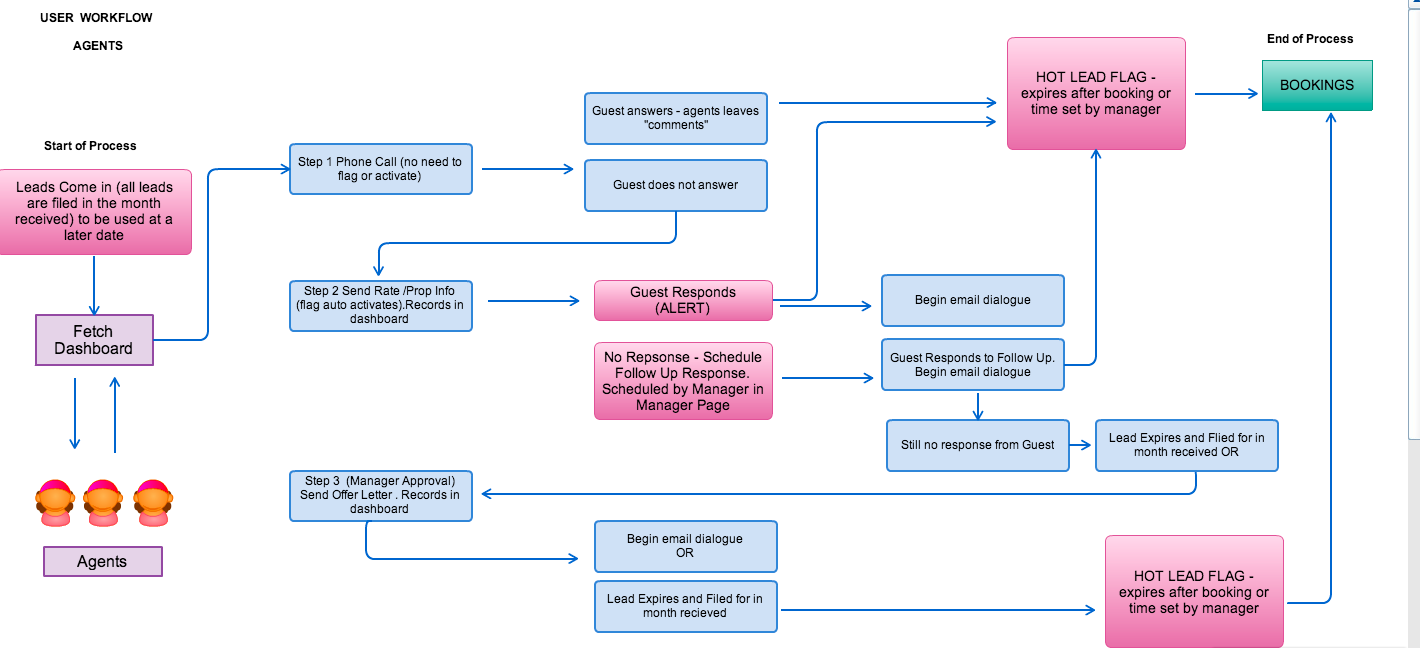 USER WORKFLOW
AGENTS
Start of Process
Leads Come in (all leads
are filed in the month
received) to be used at a
later date
Fetch
Dashboard
Agents
Step 1 Phone Call (no need to
flag or activate)
Guest answers - agents leaves
"comments"
Guest does not answer
Step 2 Send Rate /Prop Info
(flag auto activates).Records in
dashboard
Guest Responds
(ALERT)
Begin email dialogue
No Repsonse - Schedule
Follow Up Response.
Scheduled by Manager in
Manager Page
Guest Responds to Follow Up.
Begin email dialogue
Still no response from Guest
Lead Expires and Flied for in
month received OR
Step 3 (Manager Approval)
Send Offer Letter . Records in
dashboard
Begin email dialogue
OR
Lead Expires and Filed for in
month recieved
HOT LEAD FLAG -
expires after booking or
time set by manager
HOT LEAD FLAG -
expires after booking or
time set by manager
End of Process
BOOKINGS